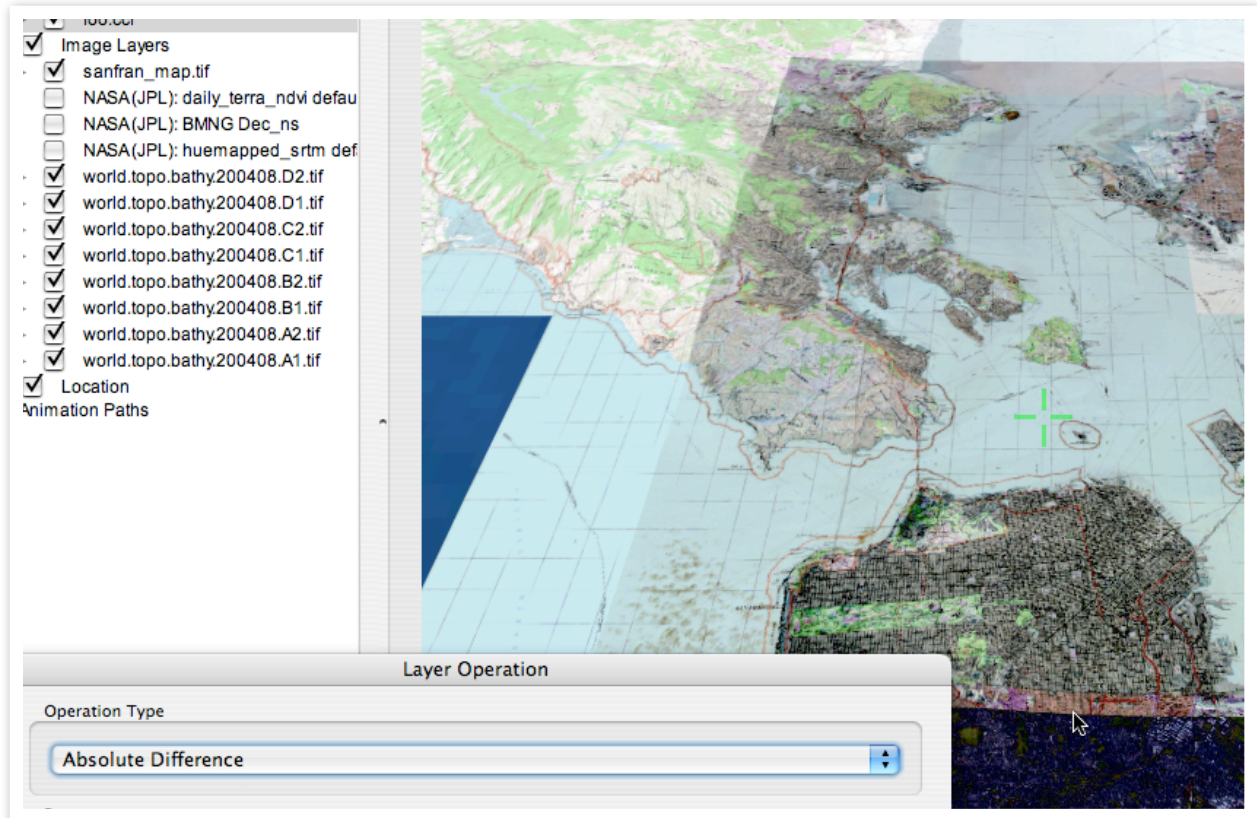 Image Layers
sanfran_map.tif
NASA(JPL): daily_terra_ndvi defau
NASA(JPL): BMNG Dec_ns
NASA(JPL): huemapped_srtm def
world.topo.bathy.200408.D2.tif
world.topo.bathy.200408.D1.tif
world.topo.bathy.200408.C2.tif
world.topo.bathy.200408.C1.tif
world.topo.bathy.200408.B2.tif
world.topo.bathy.200408.B1.tif
world.topo.bathy.200408.A2.tif
world.topo.bathy.200408.A1.tif
Location
Animation Paths
Layer Operation
Operation Type
Absolute Difference